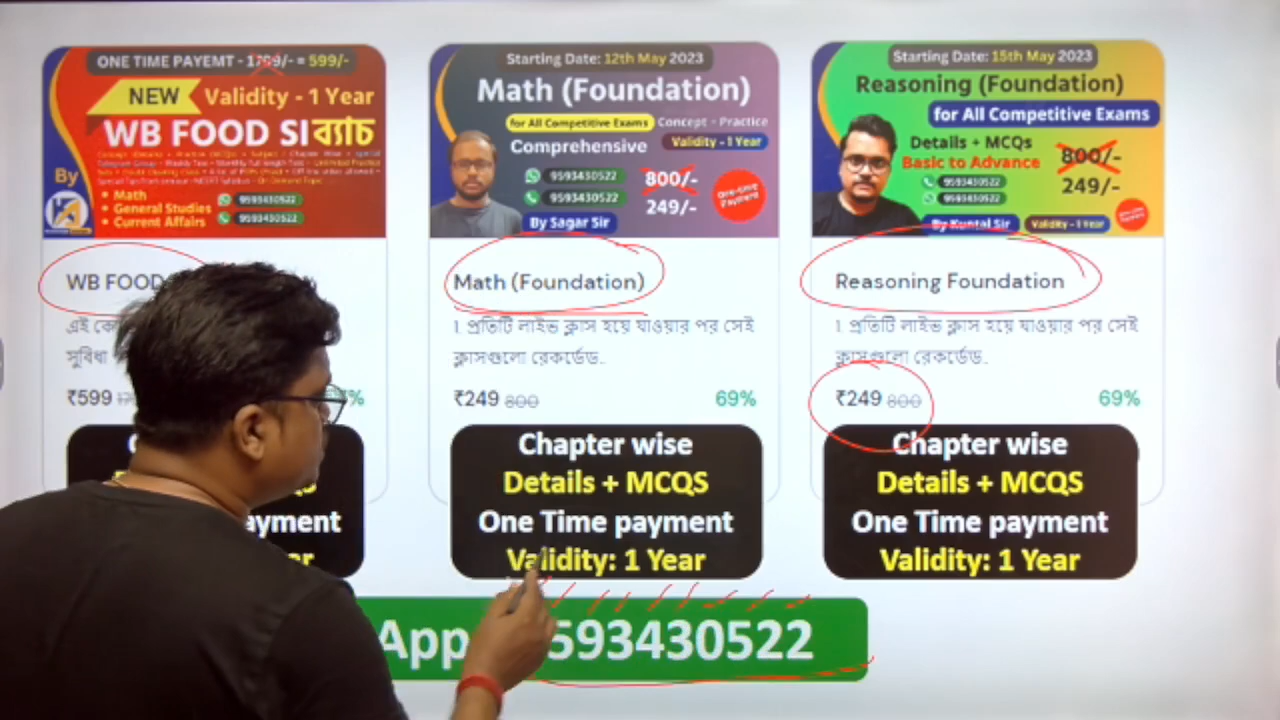 ONE TIME PAYEMT - 1799/- = 599/-
NEW
Validity - 1 Year
WB FOOD SI ব্যাচ
By
Math
General Studies
Current Affairs
9593430522
9593430522
WB FOOD
এই
সুবিধা
₹599
%
ayment
Starting Date: 12th May 2023
Math (Foundation)
for All Competitive Exams
Concept - Practice
Comprehensive
Validity - 1 Year
9593430522
9593430522
800/-
249/-
One-time Payment
By Sagar Sir
Math (Foundation)
1. প্রতিটি লাইভ ক্লাস হয়ে যাওয়ার পর সেই
ক্লাসগুলো রেকর্ডেড..
₹249 800
69%
Chapter wise
Details + MCQS
One Time payment
Validity: 1 Year
Starting Date: 15th May 2023
Reasoning (Foundation)
for All Competitive Exams
Details + MCQs
Basic to Advance
9593430522
9593430522
800/-
249/-
By Kuntal Sir
Validity - 1 Year
Reasoning Foundation
1. প্রতিটি লাইভ ক্লাস হয়ে যাওয়ার পর সেই
ক্লাসগুলো রেকর্ডেড..
₹249 800
69%
Chapter wise
Details + MCQS
One Time payment
Validity: 1 Year
App 593430522